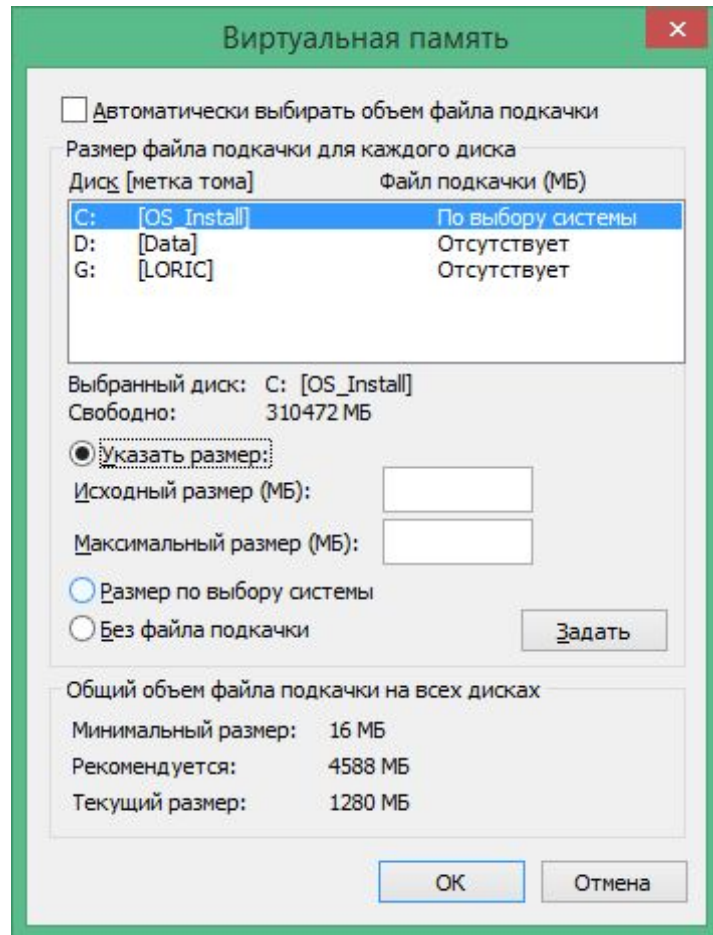 Виртуальная память
Автоматически выбирать объем файла подкачки
Размер файла подкачки для каждого диска
Диск [метка тома] Файл подкачки (МБ)
C: [OS_Install] По выбору системы
D: [Data] Отсутствует
G: [LORIC] Отсутствует
Выбранный диск: C: [OS_Install]
Свободно: 310472 МБ
Указать размер:
Исходный размер (МБ):
Максимальный размер (МБ):
Размер по выбору системы
Без файла подкачки Задать
Общий объем файла подкачки на всех дисках
Минимальный размер: 16 МБ
Рекомендуется: 4588 МБ
Текущий размер: 1280 МБ
ОК Отмена